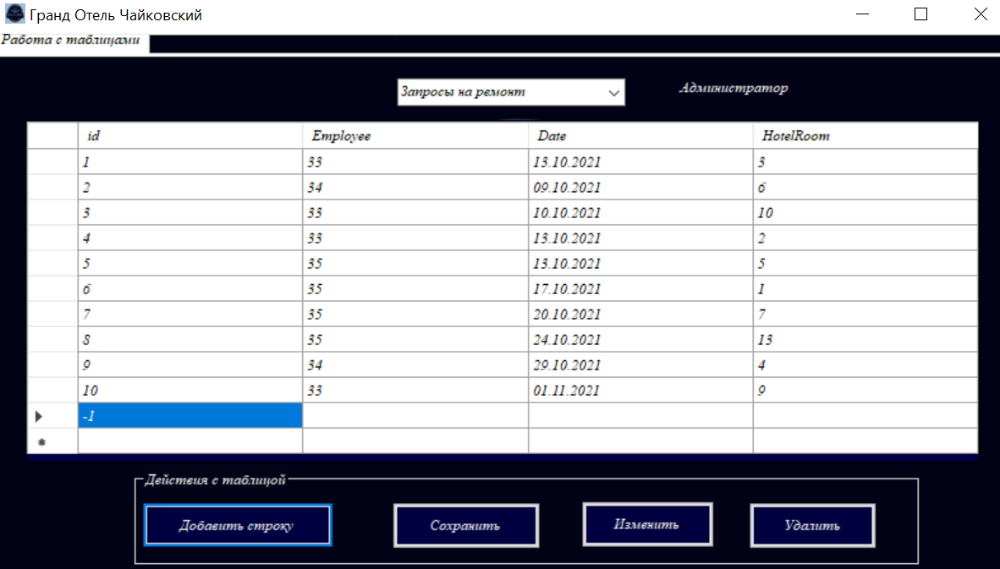 Гранд Отель Чайковский
Работа с таблицами
Запросы на ремонт Администратор
id Employee Date HotelRoom
1 33 13.10.2021 3
2 34 09.10.2021 6
3 33 10.10.2021 10
4 33 13.10.2021 2
5 35 13.10.2021 5
6 35 17.10.2021 1
7 35 20.10.2021 7
8 35 24.10.2021 13
9 34 29.10.2021 4
10 33 01.11.2021 9
-1
Действия с таблицой
Добавить строку Сохранить Изменить Удалить